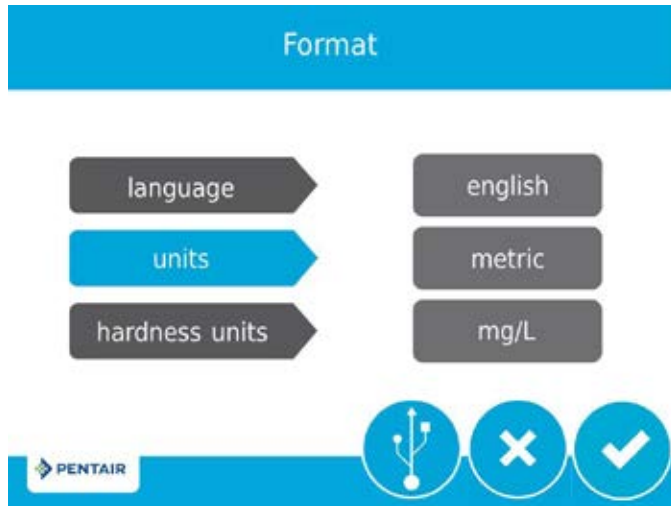 Format
language
english
units
metric
hardness units
mg/L
PENTAIR